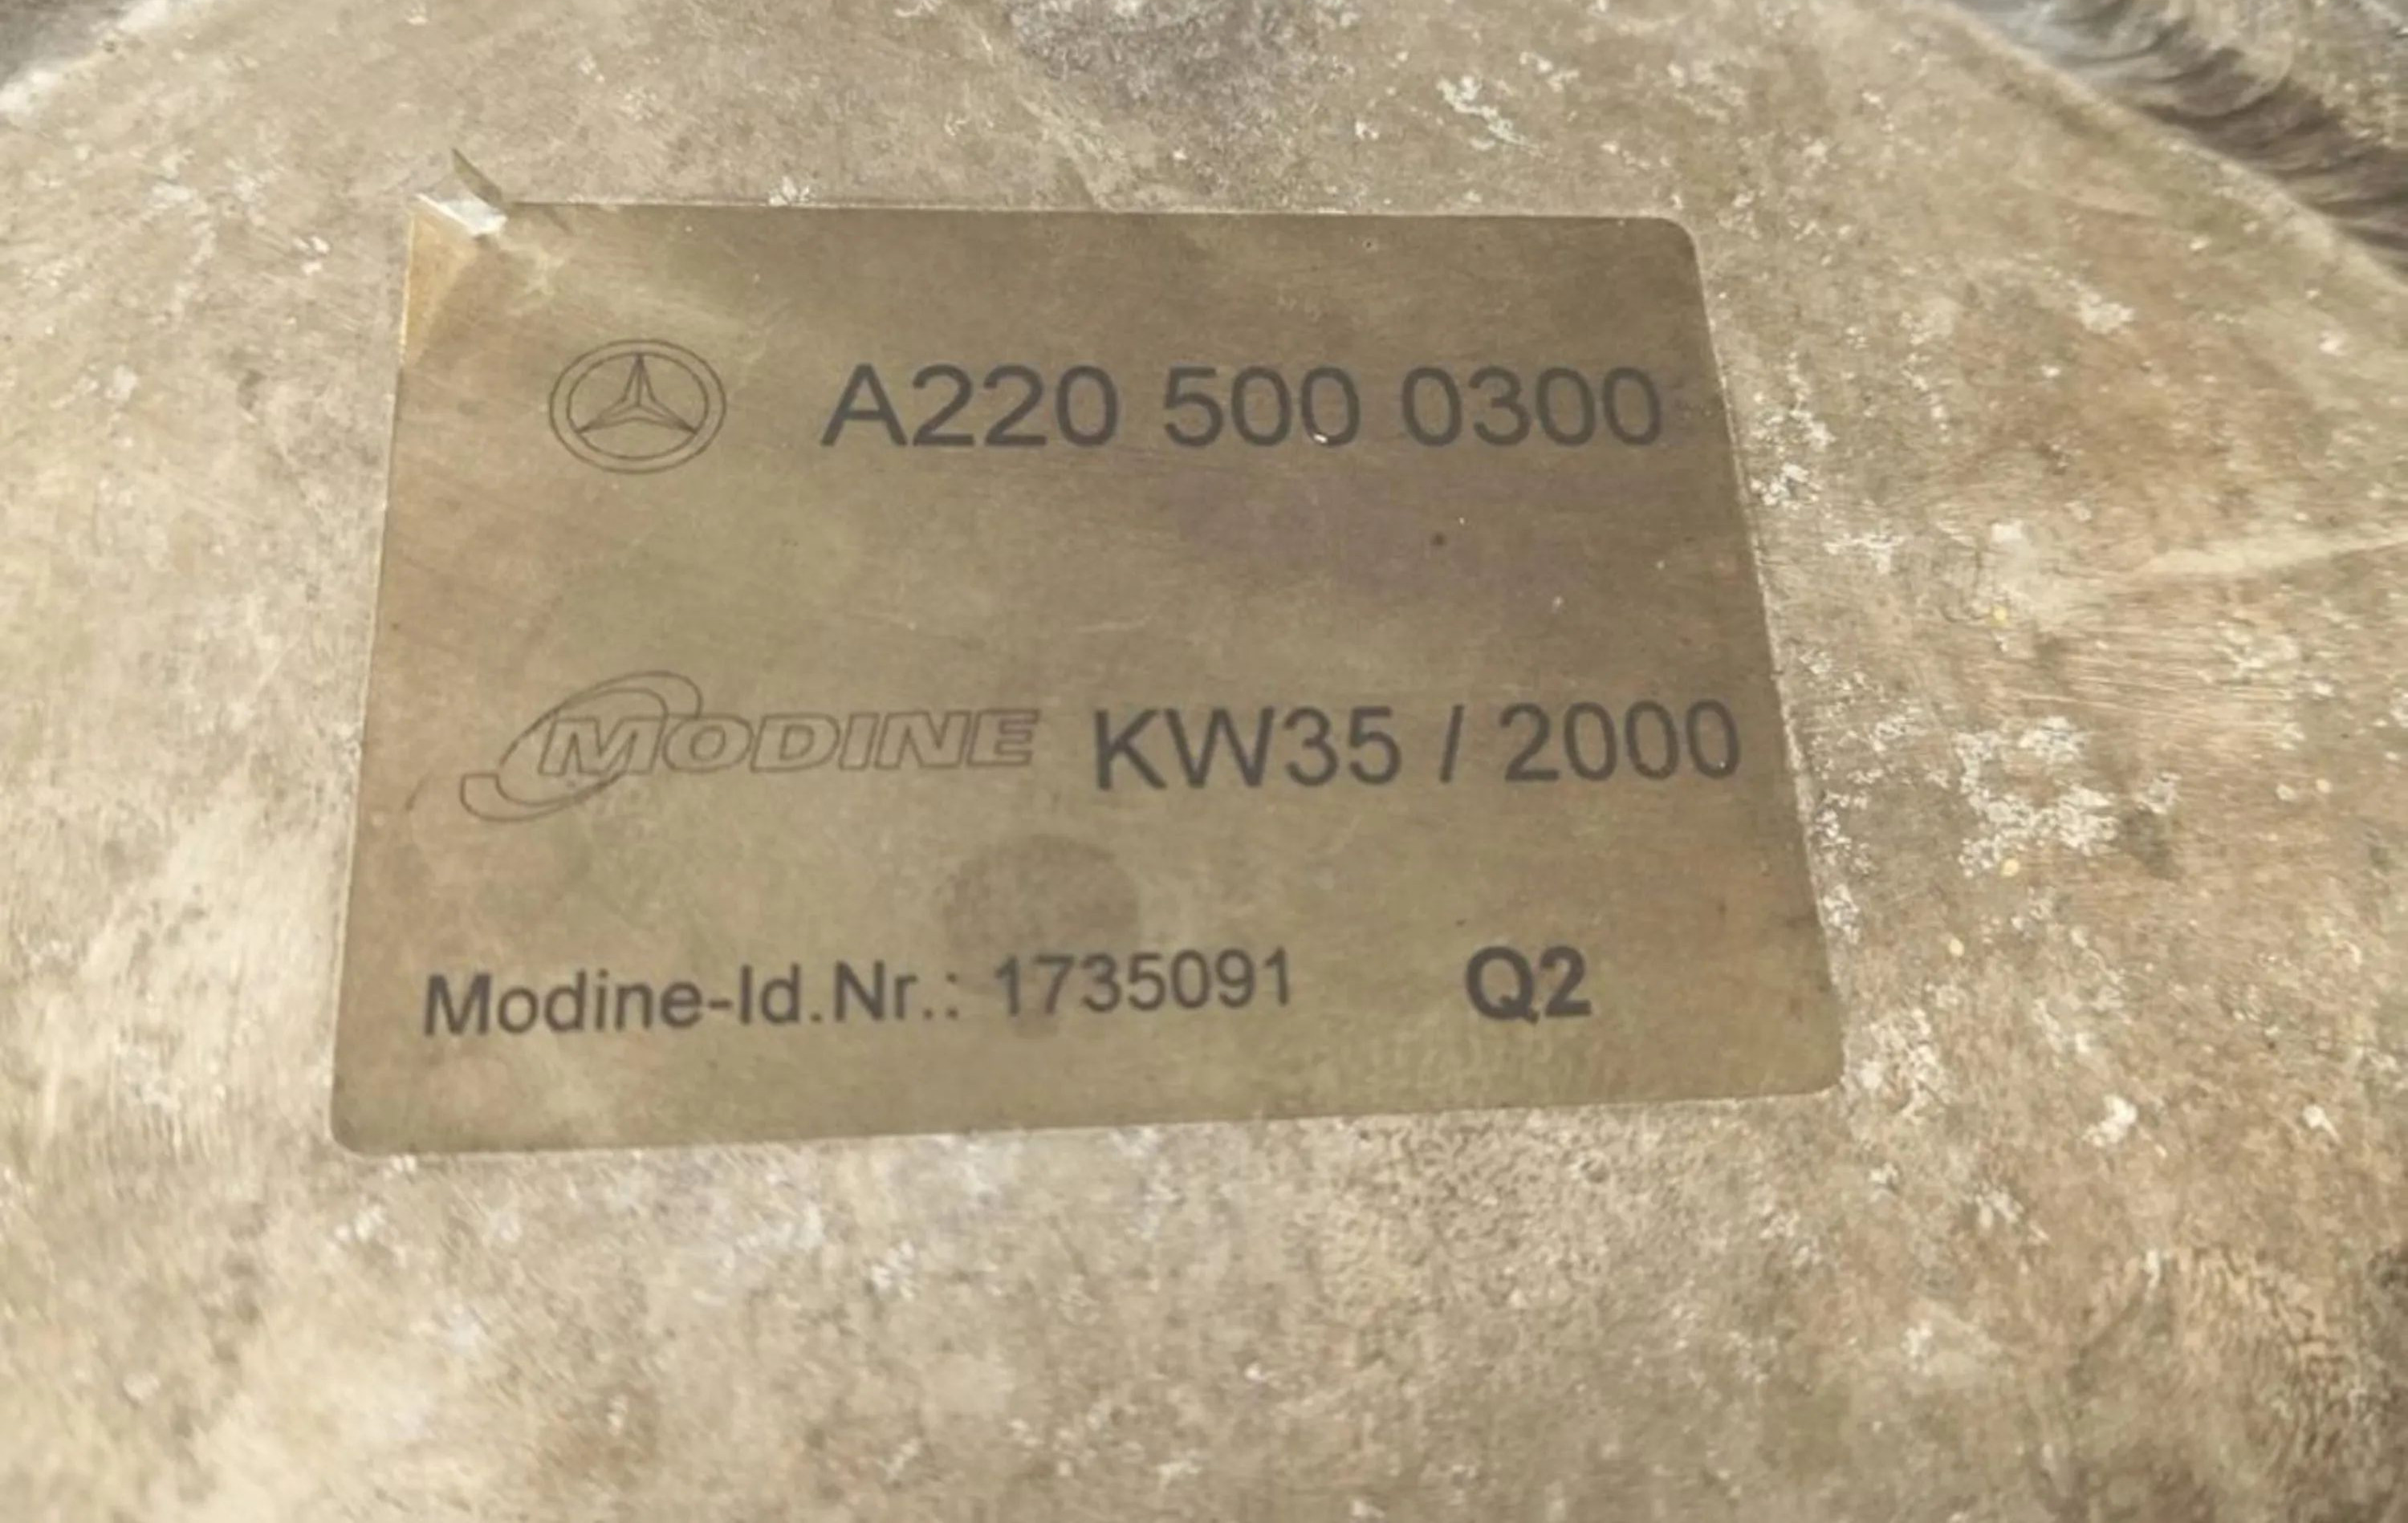 A220 500 0300
MODINE KW35 / 2000
Modine-Id.Nr.: 1735091 Q2